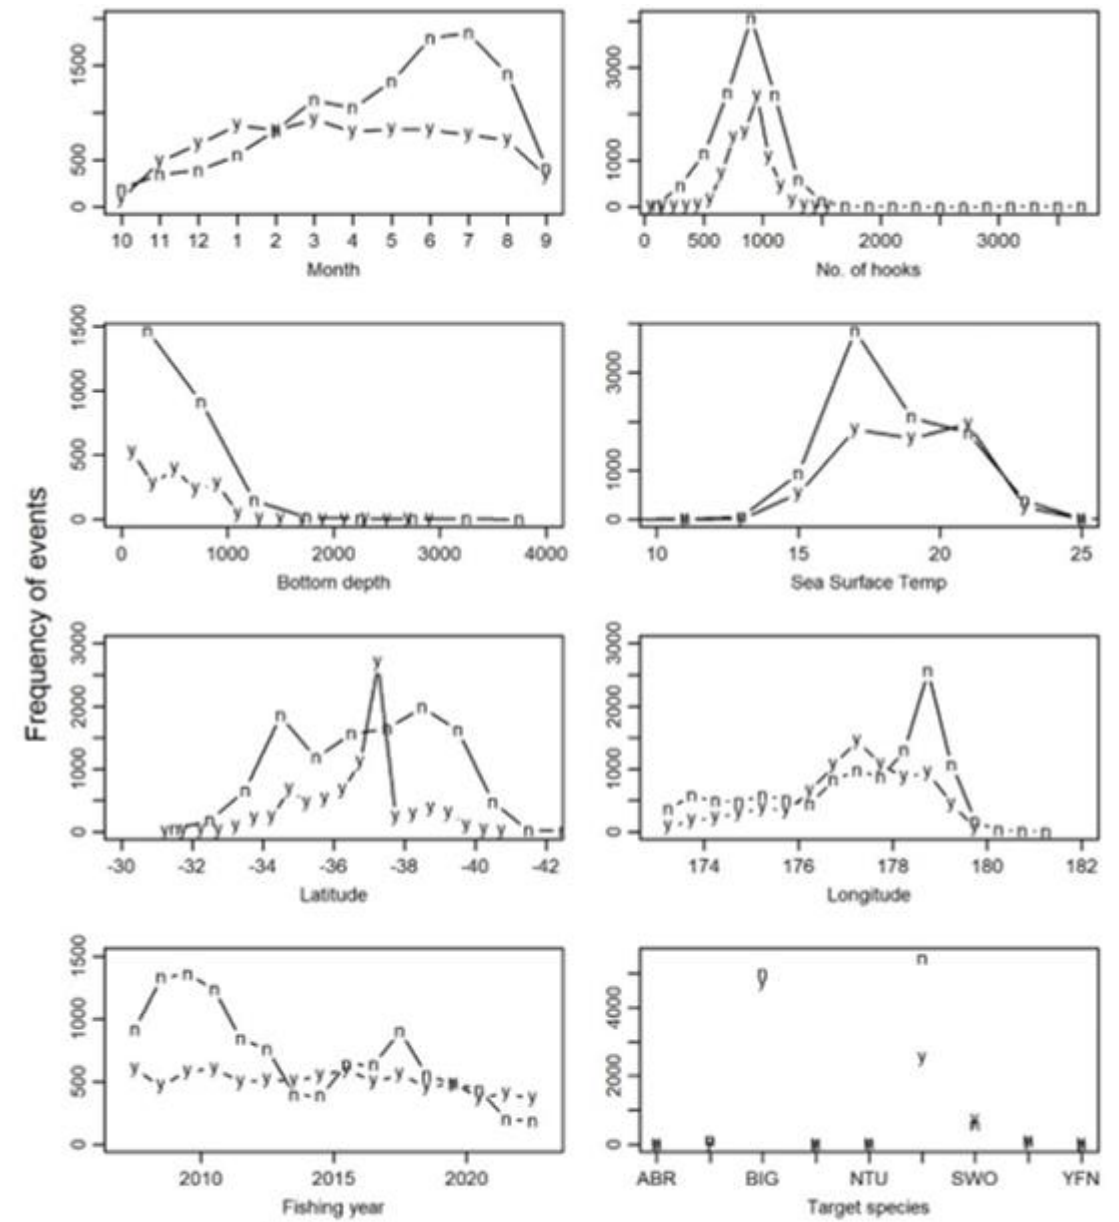 Frequency of events
0 500 1500
10 11 12 1 2 3 4 5 6 7 8 9
Month
0 1000 3000
0 500 1000 2000 3000
No. of hooks
0 500 1000 1500
0 1000 2000 3000 4000
Bottom depth
0 1000 3000
10 15 20 25
Sea Surface Temp
0 1000 2000 3000
-30 -32 -34 -36 -38 -40 -42
Latitude
0 1000 2000 3000
174 176 178 180 182
Longitude
0 500 1000 1500
2010 2015 2020
Fishing year
0 2000 4000
ABR BIG NTU SWO YFN
Target species